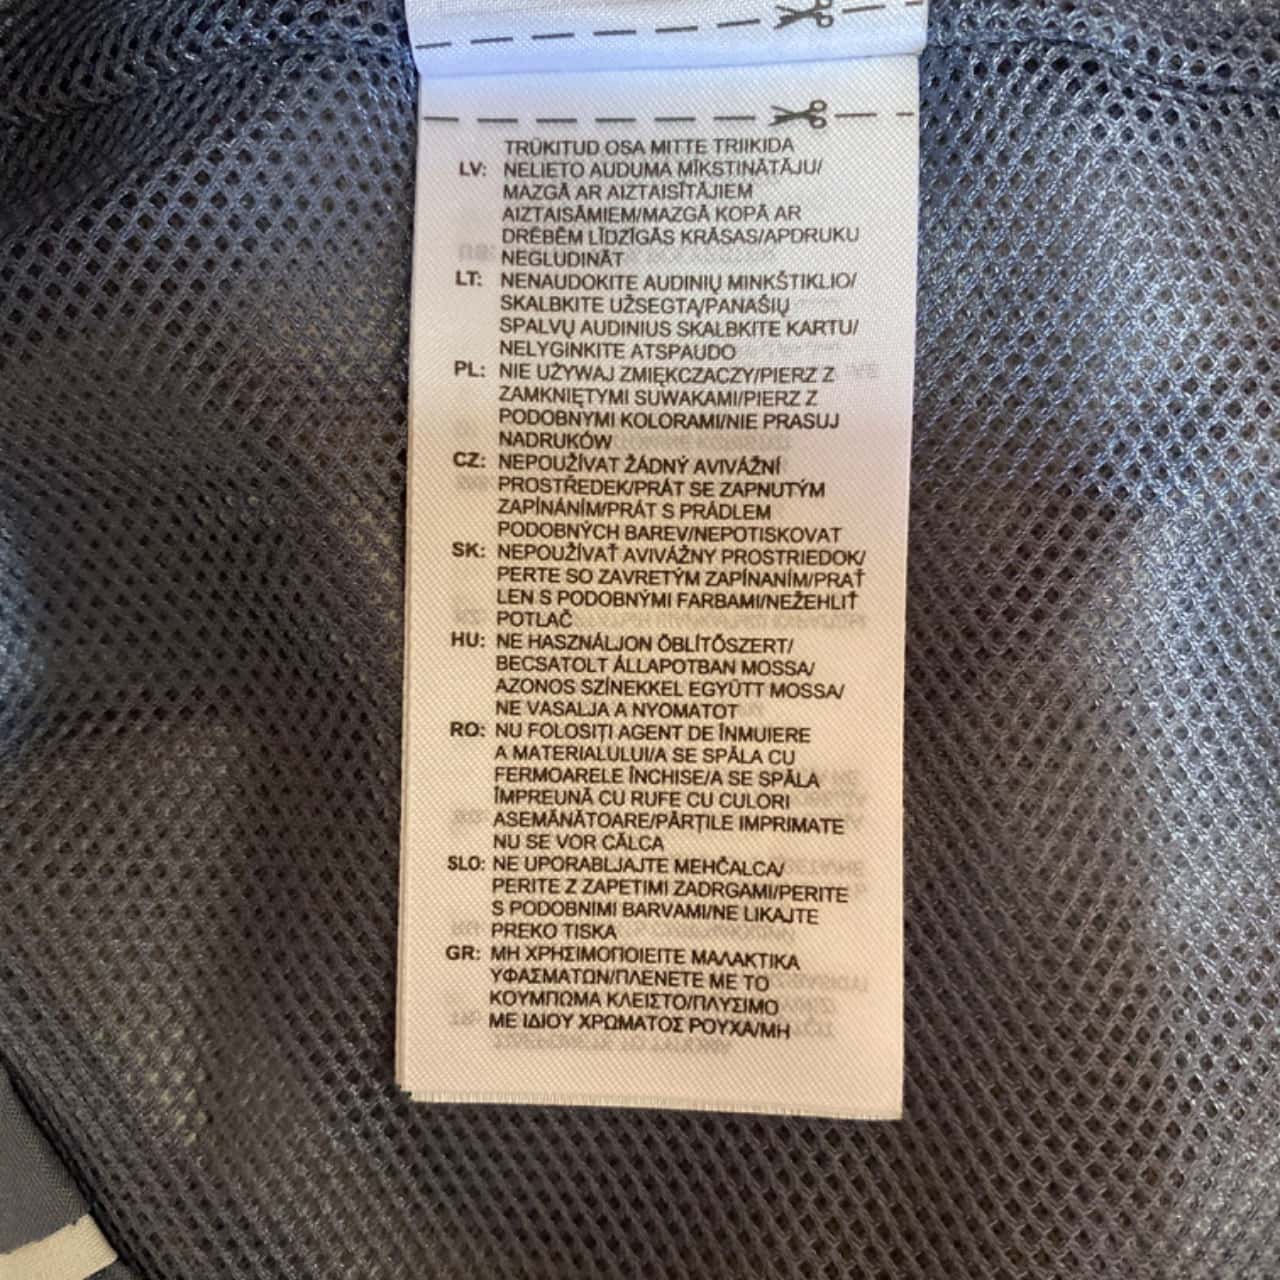 TRŪKITUD OSA MITTE TRIIKIDA
LV: NELIETO AUDUMA MĪKSTINĀTĀJU/
MAZGĀ AR AIZTAISĪTĀJIEM
AIZTAISĀMIEM/MAZGĀ KOPĀ AR
DRĒBĒM LĪDZĪGĀS KRĀSAS/APDRUKU
NEGLUDINĀT
LT: NENAUDOKITE AUDINIŲ MINKŠTIKLIO/
SKALBKITE UŽSEGTĄ/PANAŠIŲ
SPALVŲ AUDINIUS SKALBKITE KARTU/
NELYGINKITE ATSPAUDO
PL: NIE UŻYWAJ ZMIĘKCZACZY/PIERZ Z
ZAMKNIĘTYMI SUWAKAMI/PIERZ Z
PODOBNYMI KOLORAMI/NIE PRASUJ
NADRUKÓW
CZ: NEPOUŽÍVAT ŽÁDNÝ AVIVÁŽNÍ
PROSTŘEDEK/PRÁT SE ZAPNUTÝM
ZAPÍNÁNÍM/PRÁT S PRÁDLEM
PODOBNÝCH BAREV/NEPOTISKOVAT
SK: NEPOUŽÍVAŤ AVIVÁŽNY PROSTRIEDOK/
PERTE SO ZAVRETÝM ZAPÍNANÍM/PRAŤ
LEN S PODOBNÝMI FARBAMI/NEŽEHLIŤ
POTLAČ
HU: NE HASZNÁLJON ÖBLÍTŐSZERT/
BECSATOLT ÁLLAPOTBAN MOSSA/
AZONOS SZÍNEKKEL EGYÜTT MOSSA/
NE VASALJA A NYOMATOT
RO: NU FOLOSIȚI AGENT DE ÎNMUIERE
A MATERIALULUI/A SE SPĂLA CU
FERMOARELE ÎNCHISE/A SE SPĂLA
ÎMPREUNĂ CU RUFE CU CULORI
ASEMĂNĂTOARE/PĂRȚILE IMPRIMATE
NU SE VOR CĂLCA
SLO: NE UPORABLJAJTE MEHČALCA/
PERITE Z ZAPETIMI ZADRGAMI/PERITE
S PODOBNIMI BARVAMI/NE LIKAJTE
PREKO TISKA
GR: ΜΗ ΧΡΗΣΙΜΟΠΟΙΕΙΤΕ ΜΑΛΑΚΤΙΚΑ
ΥΦΑΣΜΑΤΩΝ/ΠΛΕΝΕΤΕ ΜΕ ΤΟ
ΚΟΥΜΠΩΜΑ ΚΛΕΙΣΤΟ/ΠΛΥΣΙΜΟ
ΜΕ ΙΔΙΟΥ ΧΡΩΜΑΤΟΣ ΡΟΥΧΑ/ΜΗ